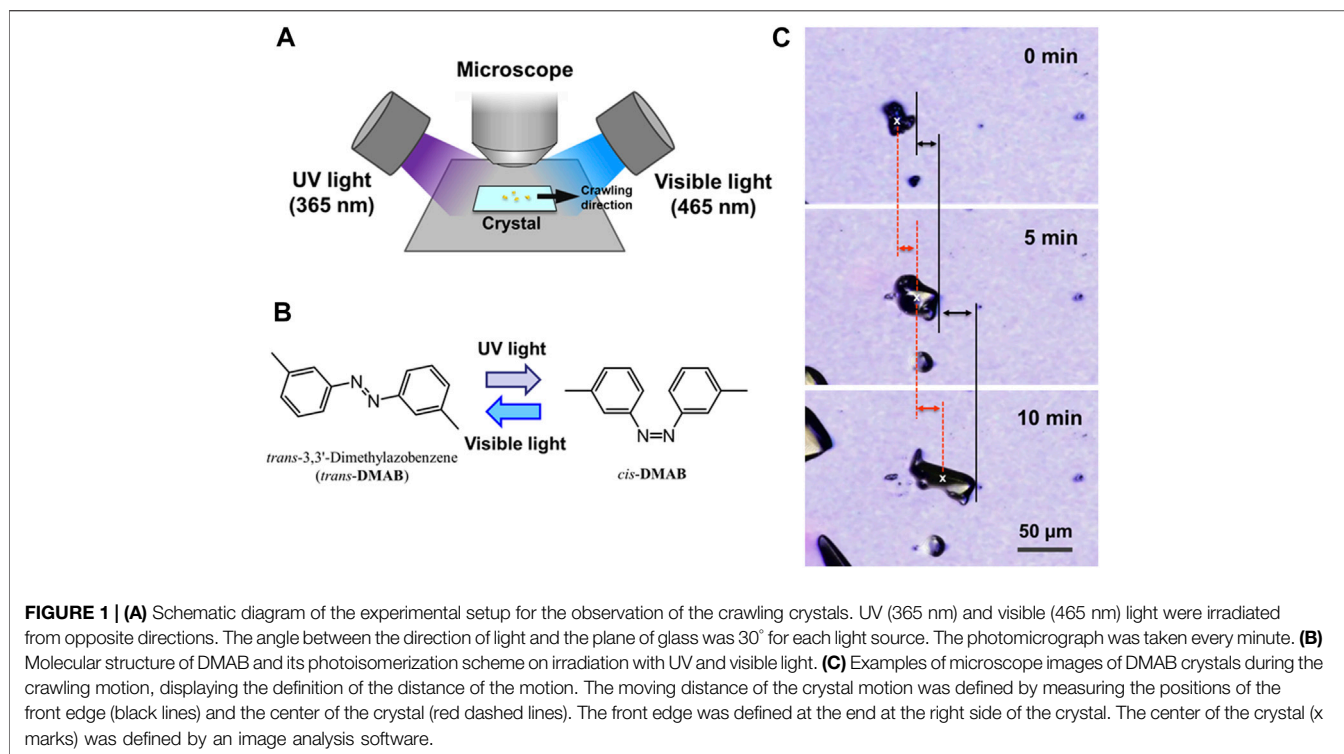 A
Microscope
UV light
(365 nm)
Visible light
(465 nm)
Crawling
direction
Crystal
B
UV light
Visible light
N
N
N=N
trans-3,3'-Dimethylazobenzene
(trans-DMAB)
cis-DMAB
C
0 min
x
5 min
x
10 min
x
50 µm
FIGURE 1 | (A) Schematic diagram of the experimental setup for the observation of the crawling crystals. UV (365 nm) and visible (465 nm) light were irradiated
from opposite directions. The angle between the direction of light and the plane of glass was 30° for each light source. The photomicrograph was taken every minute. (B)
Molecular structure of DMAB and its photoisomerization scheme on irradiation with UV and visible light. (C) Examples of microscope images of DMAB crystals during the
crawling motion, displaying the definition of the distance of the motion. The moving distance of the crystal motion was defined by measuring the positions of the
front edge (black lines) and the center of the crystal (red dashed lines). The front edge was defined at the end at the right side of the crystal. The center of the crystal (x
marks) was defined by an image analysis software.